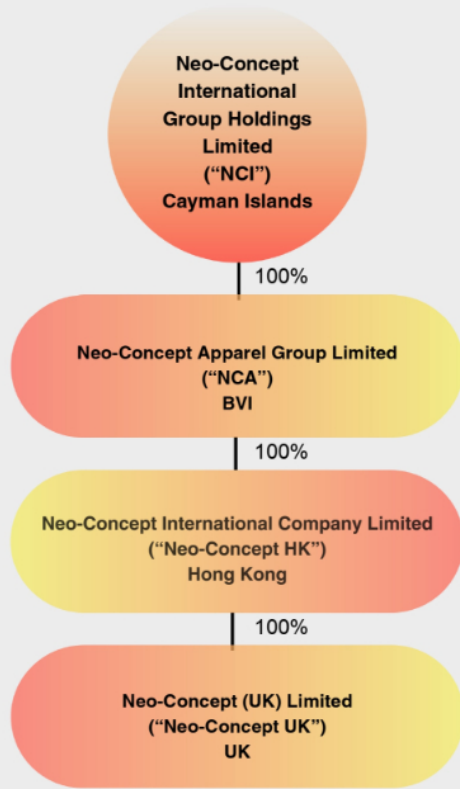 Neo-Concept
International
Group Holdings
Limited
(“NCI”)
Cayman Islands
100%
Neo-Concept Apparel Group Limited
(“NCA”)
BVI
100%
Neo-Concept International Company Limited
(“Neo-Concept HK”)
Hong Kong
100%
Neo-Concept (UK) Limited
(“Neo-Concept UK”)
UK